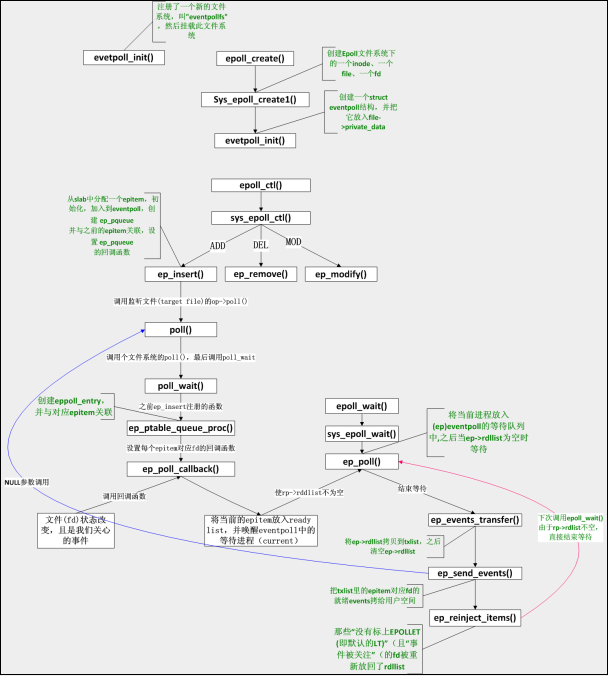 注册了一个新的文件
系统，叫"eventpollfs"
，然后挂载此文件
系统
evetpoll_init()
epoll_create()
创建Epoll文件系统下
的一个inode、一个
file、一个fd
Sys_epoll_create1()
创建一个struct
eventpoll结构，并把
它放入file-
>private_data
evetpoll_init()
epoll_ctl()
从slab中分配一个epitem，初
始化，加入到eventpoll，创
建 ep_pqueue
并与之前的epitem关联，设
置 ep_pqueue
的回调函数
sys_epoll_ctl()
ADD
DEL
MOD
ep_insert()
ep_remove()
ep_modify()
调用监听文件(target file)的op->poll()
poll()
调用个文件系统的poll()，最后调用poll_wait
poll_wait()
创建eppoll_entry，
并与对应epitem关联
之前ep_insert注册的函数
ep_ptable_queue_proc()
设置每个epitem对应fd的回调函数
ep_poll_callback()
NULL参数调用
调用回调函数
文件(fd)状态改
变，且是我们关心
的事件
将当前的epitem放入ready
list，并唤醒eventpoll中的
等待进程（current）
使rp->rddlist不为空
epoll_wait()
sys_epoll_wait()
将当前进程放入
(ep)eventpoll的等待队列
中,之后当ep->rdllist为空时
等待
ep_poll()
结束等待
ep_events_transfer()
下次调用epoll_wait()
由于rp->rdlist不空，
直接结束等待
将ep->rdllist拷贝到txlist，之后
清空ep->rdllist
ep_send_events()
把txlist里的epitem对应fd的
就绪events拷给用户空间
ep_reinject_items()
那些"没有标上EPOLLET
(即默认的LT)"（且"事
件被关注"（的fd被重
新放回了rdllist